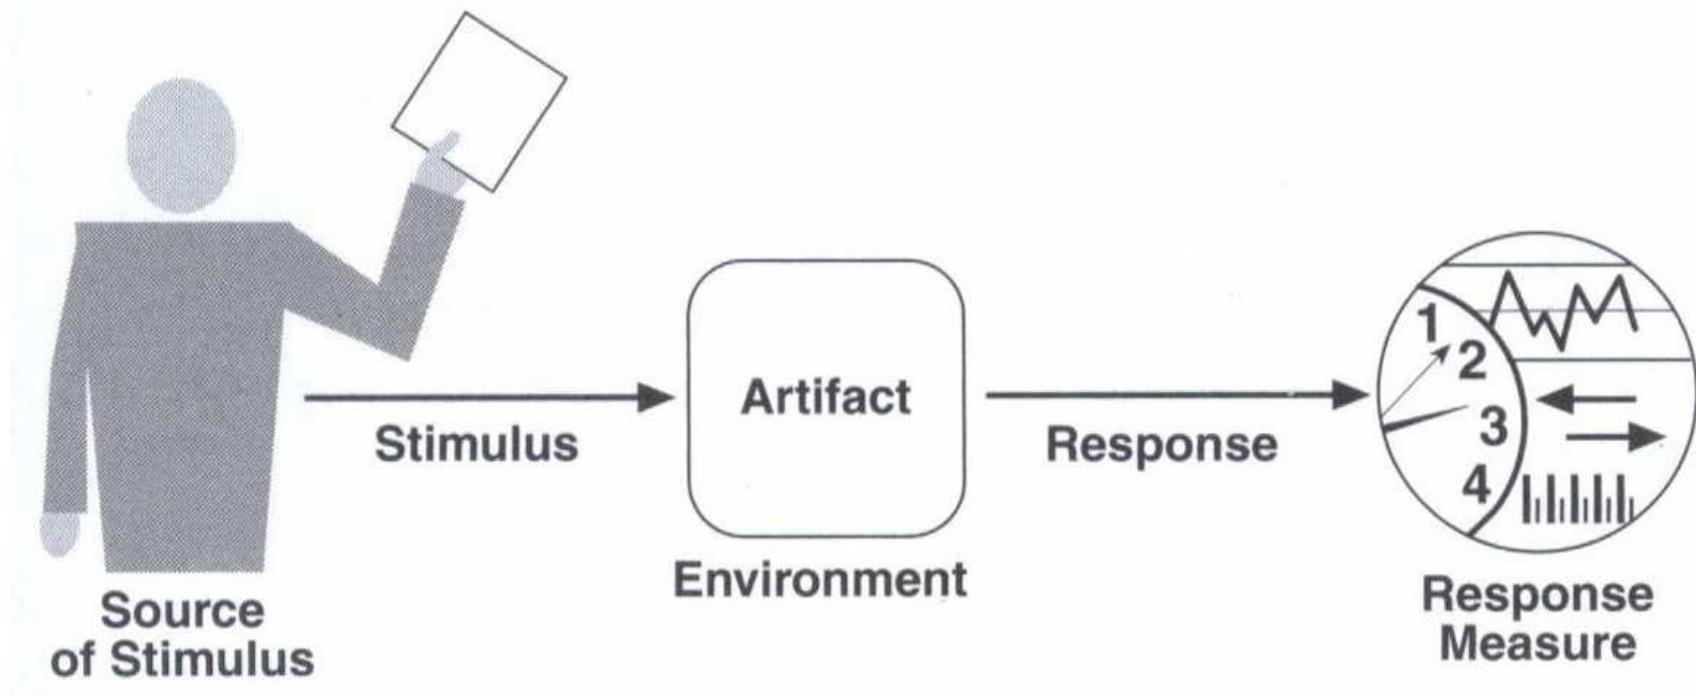 Source
of Stimulus
Stimulus
Artifact
Environment
Response
1
2
3
4
Response
Measure